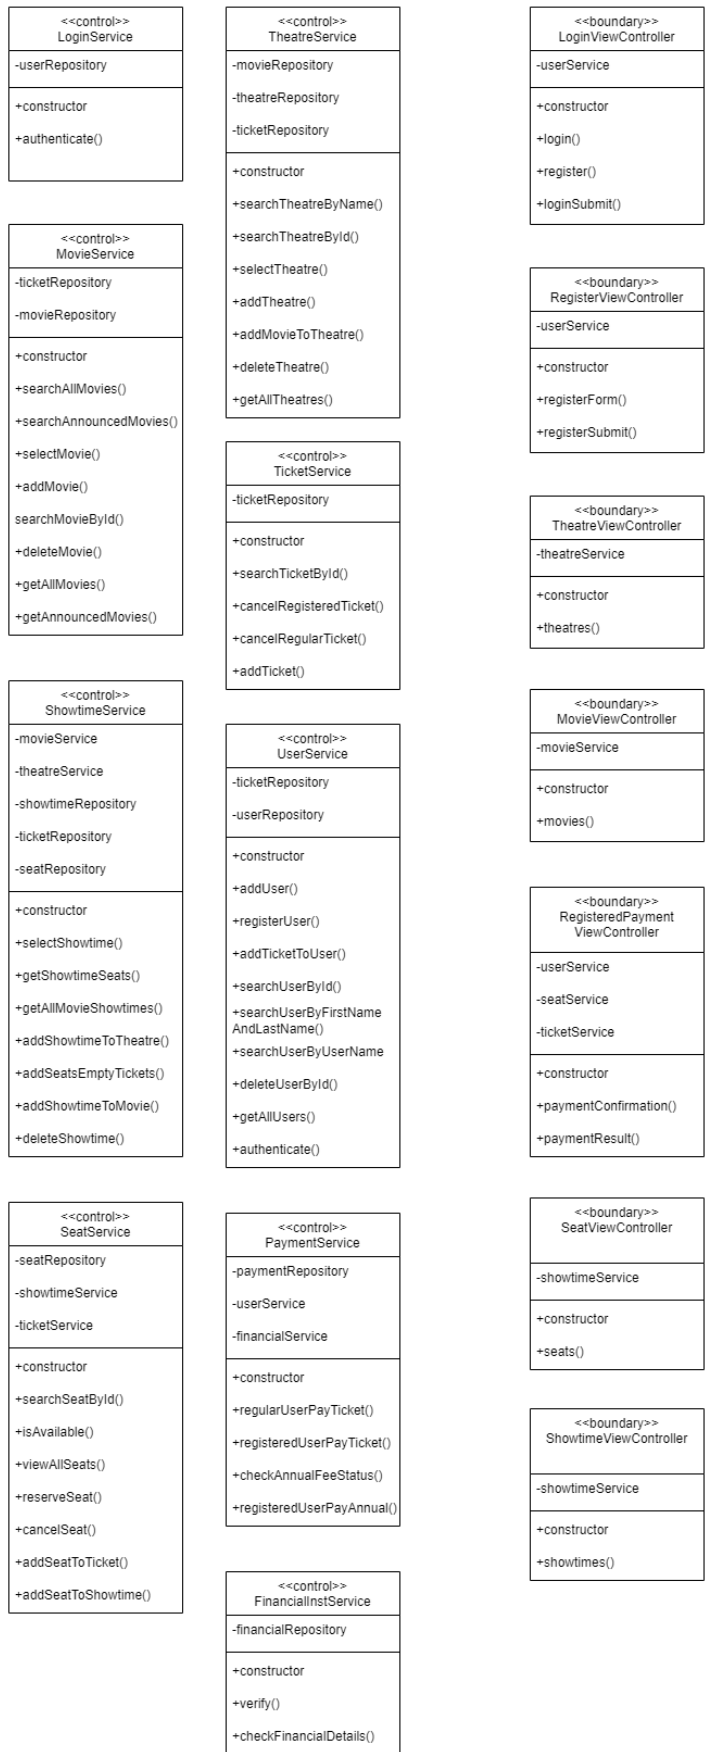 <<control>>
LoginService
-userRepository
+constructor
+authenticate()
<<control>>
MovieService
-ticketRepository
-movieRepository
+constructor
+searchAllMovies()
+searchAnnouncedMovies()
+selectMovie()
+addMovie()
searchMovieById()
+deleteMovie()
+getAllMovies()
+getAnnouncedMovies()
<<control>>
ShowtimeService
-movieService
-theatreService
-showtimeRepository
-ticketRepository
-seatRepository
+constructor
+selectShowtime()
+getShowtimeSeats()
+getAllMovieShowtimes()
+addShowtimeToTheatre()
+addSeatsEmptyTickets()
+addShowtimeToMovie()
+deleteShowtime()
<<control>>
SeatService
-seatRepository
-showtimeService
-ticketService
+constructor
+searchSeatById()
+isAvailable()
+viewAllSeats()
+reserveSeat()
+cancelSeat()
+addSeatToTicket()
+addSeatToShowtime()
<<control>>
TheatreService
-movieRepository
-theatreRepository
-ticketRepository
+constructor
+searchTheatreByName()
+searchTheatreById()
+selectTheatre()
+addTheatre()
+addMovieToTheatre()
+deleteTheatre()
+getAllTheatres()
<<control>>
TicketService
-ticketRepository
+constructor
+searchTicketById()
+cancelRegisteredTicket()
+cancelRegularTicket()
+addTicket()
<<control>>
UserService
-ticketRepository
-userRepository
+constructor
+addUser()
+registerUser()
+addTicketToUser()
+searchUserById()
+searchUserByFirstName
AndLastName()
+searchUserByUserName
+deleteUserById()
+getAllUsers()
+authenticate()
<<control>>
PaymentService
-paymentRepository
-userService
-financialService
+constructor
+regularUserPayTicket()
+registeredUserPayTicket()
+checkAnnualFeeStatus()
+registeredUserPayAnnual()
<<control>>
FinancialInstService
-financialRepository
+constructor
+verify()
+checkFinancialDetails()
<<boundary>>
LoginViewController
-userService
+constructor
+login()
+register()
+loginSubmit()
<<boundary>>
RegisterViewController
-userService
+constructor
+registerForm()
+registerSubmit()
<<boundary>>
TheatreViewController
-theatreService
+constructor
+theatres()
<<boundary>>
MovieViewController
-movieService
+constructor
+movies()
<<boundary>>
RegisteredPayment
ViewController
-userService
-seatService
-ticketService
+constructor
+paymentConfirmation()
+paymentResult()
<<boundary>>
SeatViewController
-showtimeService
+constructor
+seats()
<<boundary>>
ShowtimeViewController
-showtimeService
+constructor
+showtimes()